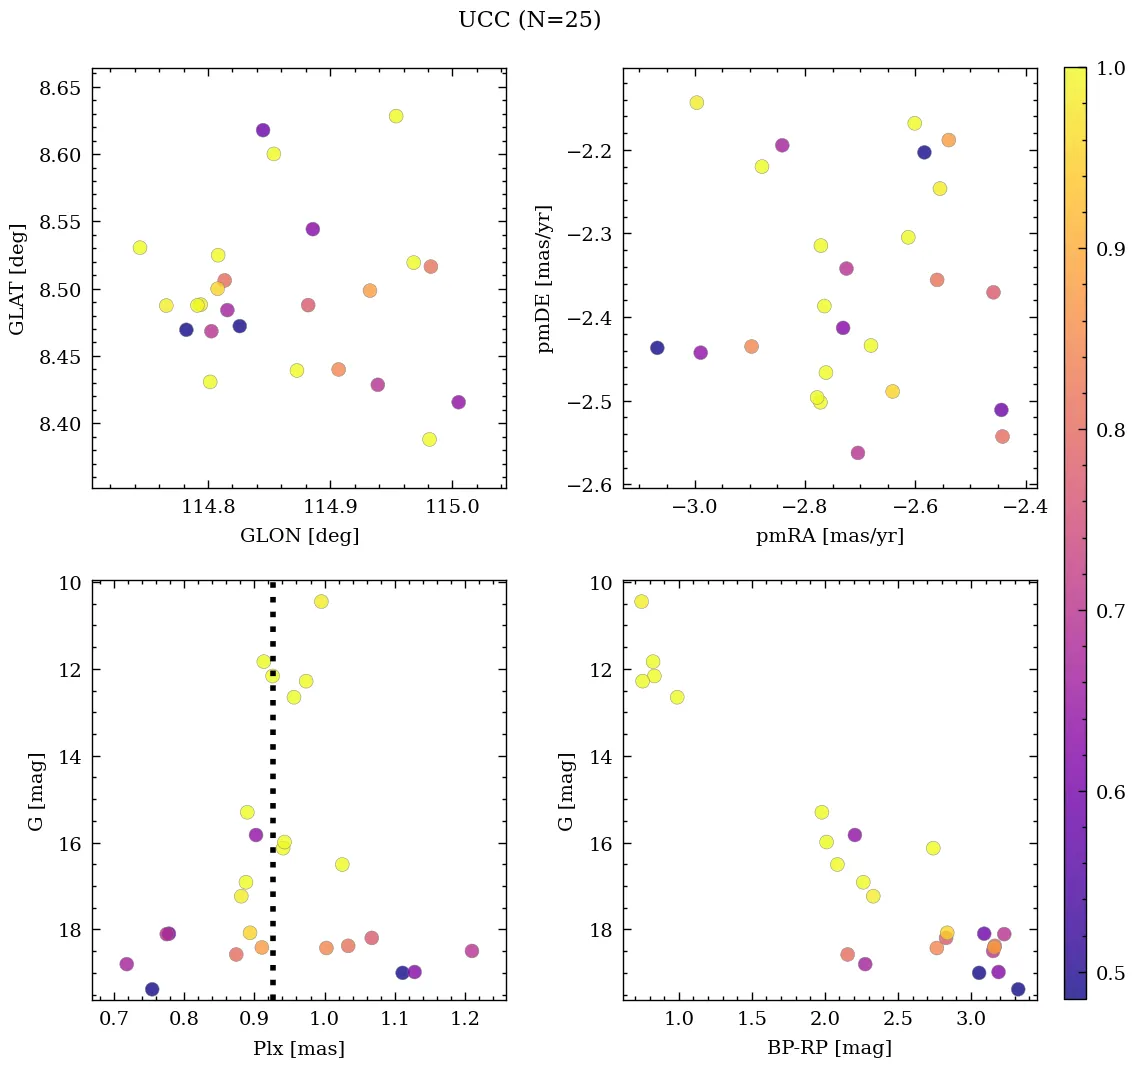 UCC (N=25)
8.65
8.60
8.55
8.50
8.45
8.40
GLAT [deg]
114.8 114.9 115.0
GLON [deg]
−2.2
−2.3
−2.4
−2.5
−2.6
pmDE [mas/yr]
−3.0 −2.8 −2.6 −2.4
pmRA [mas/yr]
10
12
14
16
18
G [mag]
0.7 0.8 0.9 1.0 1.1 1.2
Plx [mas]
10
12
14
16
18
G [mag]
1.0 1.5 2.0 2.5 3.0
BP-RP [mag]
1.0
0.9
0.8
0.7
0.6
0.5